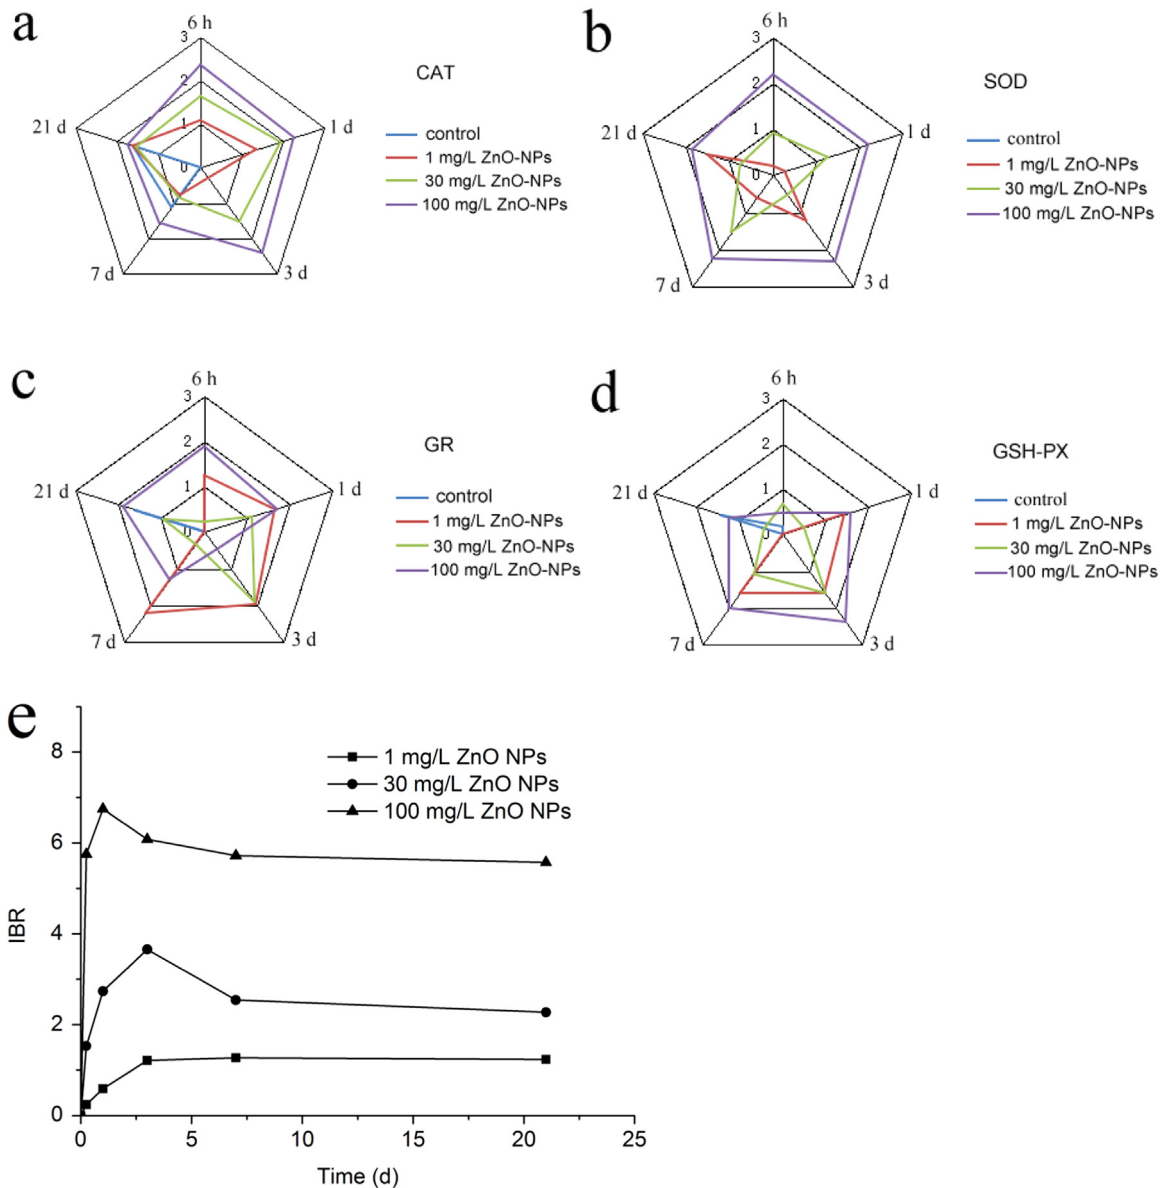 a
6 h
3
2
1
0
21 d
1 d
7 d
3 d
CAT
control
1 mg/L ZnO-NPs
30 mg/L ZnO-NPs
100 mg/L ZnO-NPs
b
6 h
3
2
1
0
21 d
1 d
7 d
3 d
SOD
control
1 mg/L ZnO-NPs
30 mg/L ZnO-NPs
100 mg/L ZnO-NPs
c
6 h
3
2
1
0
21 d
1 d
7 d
3 d
GR
control
1 mg/L ZnO-NPs
30 mg/L ZnO-NPs
100 mg/L ZnO-NPs
d
6 h
3
2
1
0
21 d
1 d
7 d
3 d
GSH-PX
control
1 mg/L ZnO-NPs
30 mg/L ZnO-NPs
100 mg/L ZnO-NPs
e
8
6
4
2
0
IBR
1 mg/L ZnO NPs
30 mg/L ZnO NPs
100 mg/L ZnO NPs
0 5 10 15 20 25
Time (d)